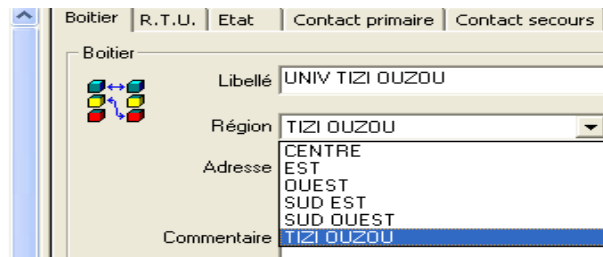 Boitier R.T.U. Etat Contact primaire Contact secours
Boitier
Libellé UNIV TIZI OUZOU
Région TIZI OUZOU
CENTRE
Adresse EST
OUEST
SUD EST
SUD OUEST
Commentaire TIZI OUZOU